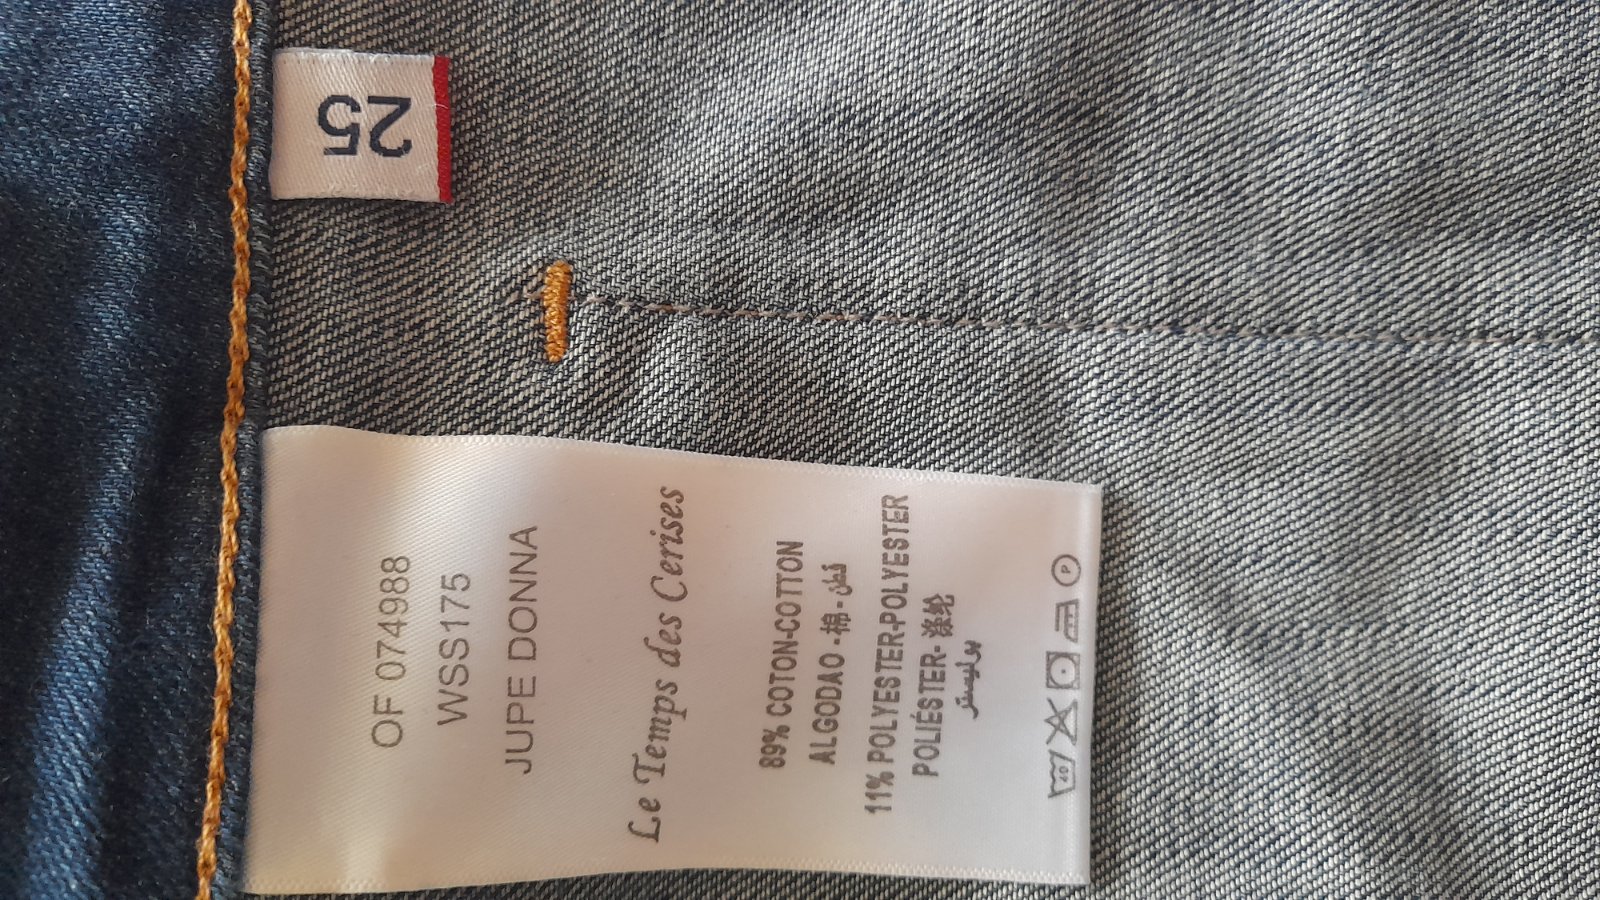 25
OF 074988
WSS175
JUPE DONNA
Le Temps des Cerises
89% COTON-COTTON
ALGODAO -棉- قطن
11% POLYESTER-POLYESTER
POLIÉSTER- 涤纶
بوليستر
40
P